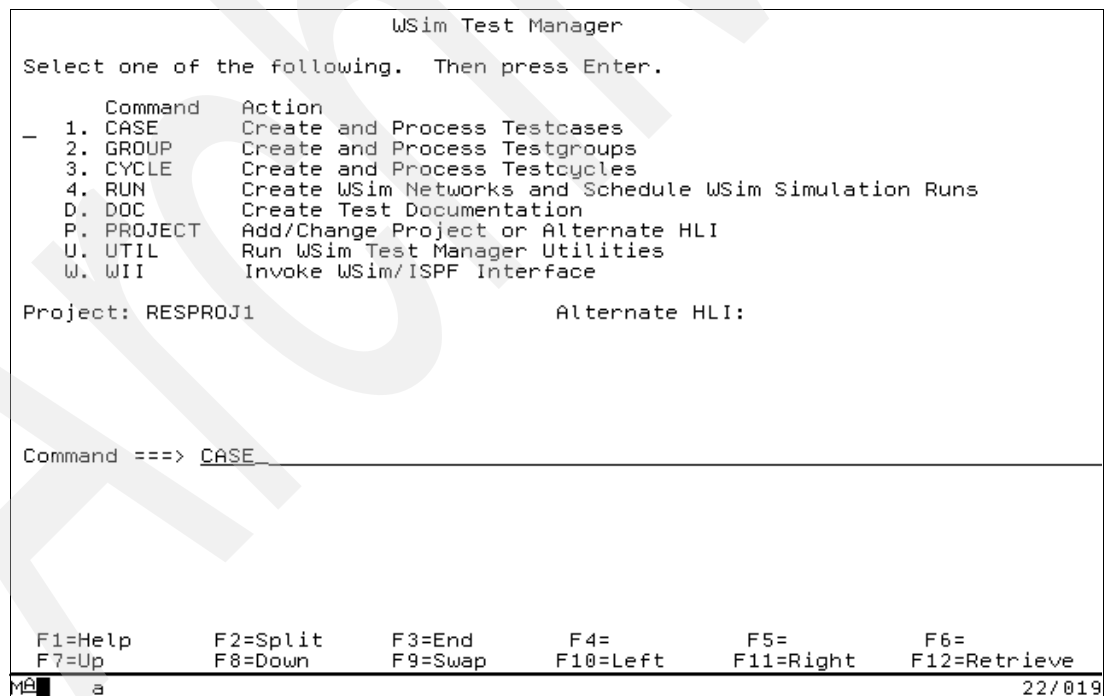 WSim Test Manager
Select one of the following.  Then press Enter.
Command    Action
_  1. CASE       Create and Process Testcases
2. GROUP      Create and Process Testgroups
3. CYCLE      Create and Process Testcycles
4. RUN        Create WSim Networks and Schedule WSim Simulation Runs
D. DOC        Create Test Documentation
P. PROJECT    Add/Change Project or Alternate HLI
U. UTIL       Run WSim Test Manager Utilities
W. WII        Invoke WSim/ISPF Interface
Project: RESPROJ1                            Alternate HLI:
Command ===> CASE_
F1=Help      F2=Split     F3=End       F4=          F5=          F6=
F7=Up        F8=Down      F9=Swap      F10=Left     F11=Right    F12=Retrieve
MA    a    22/019